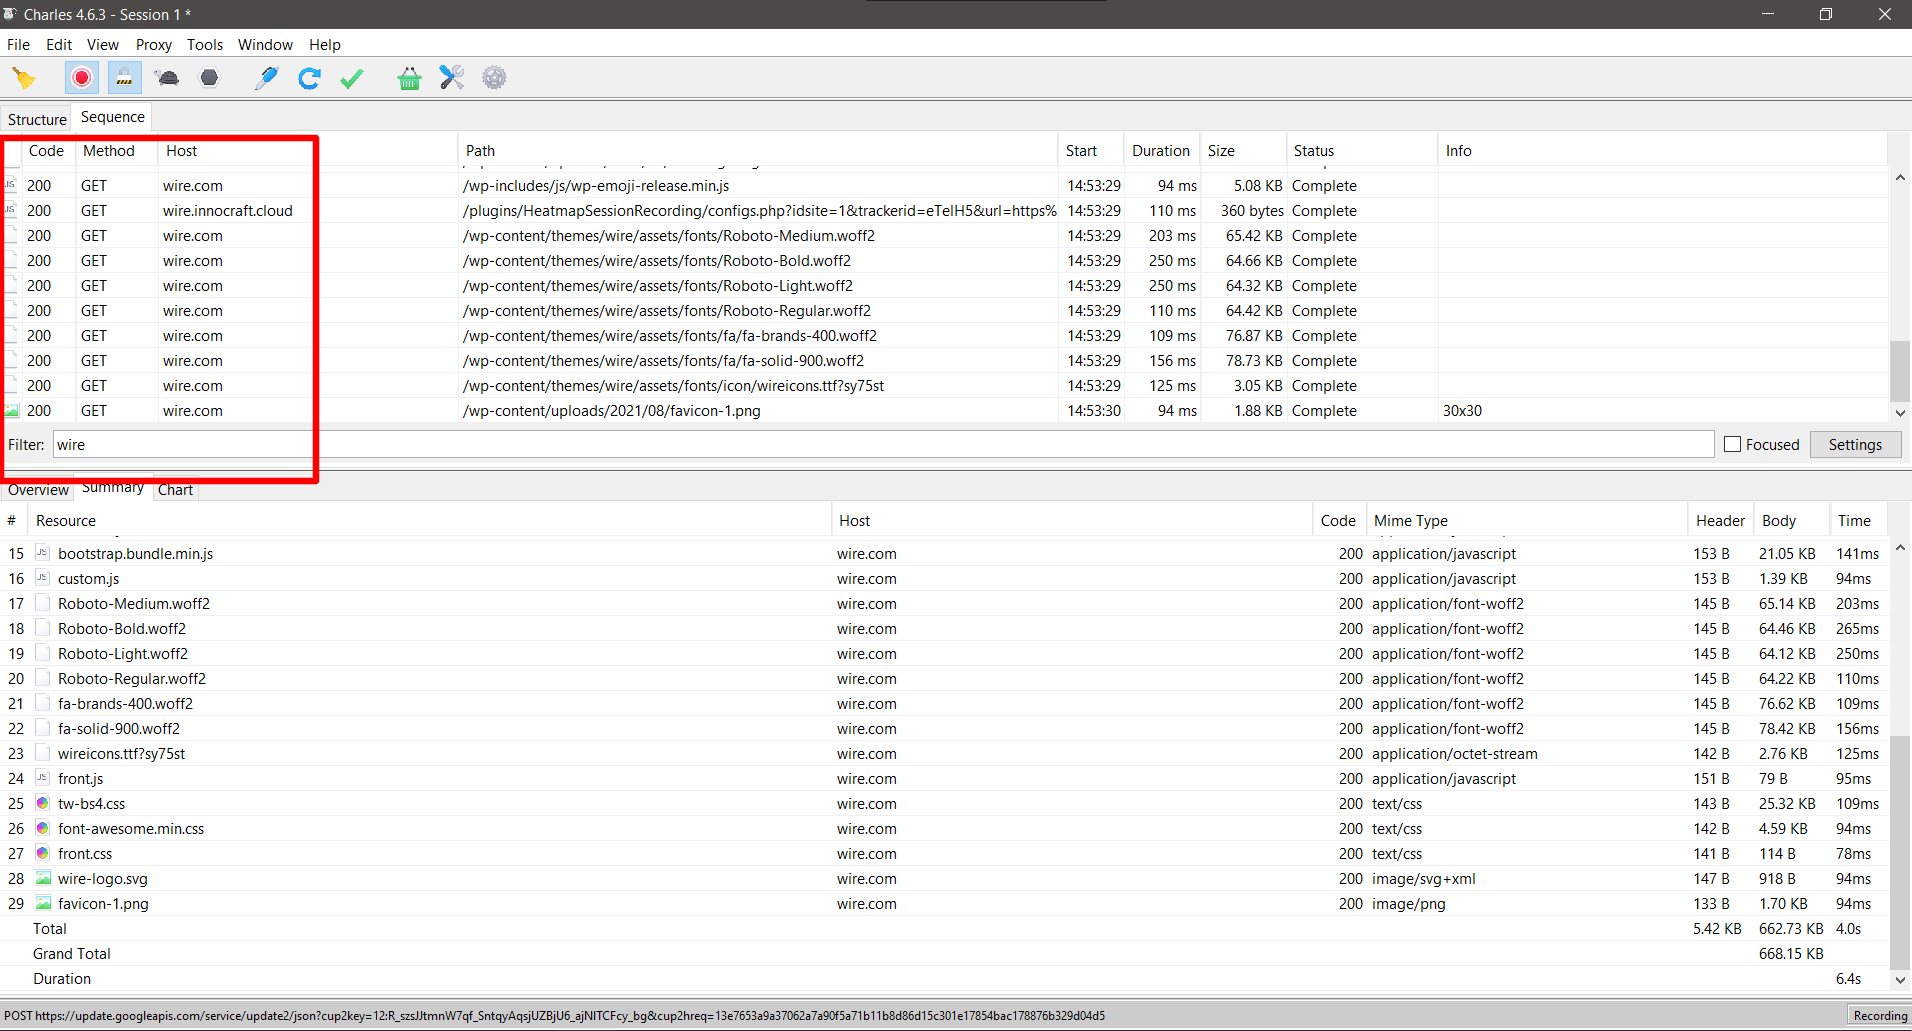 Charles 4.6.3 - Session 1 *
File Edit View Proxy Tools Window Help
Structure Sequence
Code Method Host Path Start Duration Size Status Info
JS 200 GET wire.com /wp-includes/js/wp-emoji-release.min.js 14:53:29 94 ms 5.08 KB Complete
JS 200 GET wire.innocraft.cloud /plugins/HeatmapSessionRecording/configs.php?idsite=1&trackerid=eTelH5&url=https%. 14:53:29 110 ms 360 bytes Complete
200 GET wire.com /wp-content/themes/wire/assets/fonts/Roboto-Medium.woff2 14:53:29 203 ms 65.42 KB Complete
200 GET wire.com /wp-content/themes/wire/assets/fonts/Roboto-Bold.woff2 14:53:29 250 ms 64.66 KB Complete
200 GET wire.com /wp-content/themes/wire/assets/fonts/Roboto-Light.woff2 14:53:29 250 ms 64.32 KB Complete
200 GET wire.com /wp-content/themes/wire/assets/fonts/Roboto-Regular.woff2 14:53:29 110 ms 64.42 KB Complete
200 GET wire.com /wp-content/themes/wire/assets/fonts/fa/fa-brands-400.woff2 14:53:29 109 ms 76.87 KB Complete
200 GET wire.com /wp-content/themes/wire/assets/fonts/fa/fa-solid-900.woff2 14:53:29 156 ms 78.73 KB Complete
200 GET wire.com /wp-content/themes/wire/assets/fonts/icon/wireicons.ttf?sy75st 14:53:29 125 ms 3.05 KB Complete
200 GET wire.com /wp-content/uploads/2021/08/favicon-1.png 14:53:30 94 ms 1.88 KB Complete 30x30
Filter: wire Focused Settings
Overview Summary Chart
# Resource Host Code Mime Type Header Body Time
15 JS bootstrap.bundle.min.js wire.com 200 application/javascript 153 B 21.05 KB 141ms
16 JS custom.js wire.com 200 application/javascript 153 B 1.39 KB 94ms
17 Roboto-Medium.woff2 wire.com 200 application/font-woff2 145 B 65.14 KB 203ms
18 Roboto-Bold.woff2 wire.com 200 application/font-woff2 145 B 64.46 KB 265ms
19 Roboto-Light.woff2 wire.com 200 application/font-woff2 145 B 64.12 KB 250ms
20 Roboto-Regular.woff2 wire.com 200 application/font-woff2 145 B 64.22 KB 110ms
21 fa-brands-400.woff2 wire.com 200 application/font-woff2 145 B 76.62 KB 109ms
22 fa-solid-900.woff2 wire.com 200 application/font-woff2 145 B 78.42 KB 156ms
23 wireicons.ttf?sy75st wire.com 200 application/octet-stream 142 B 2.76 KB 125ms
24 JS front.js wire.com 200 application/javascript 151 B 79 B 95ms
25 tw-bs4.css wire.com 200 text/css 143 B 25.32 KB 109ms
26 font-awesome.min.css wire.com 200 text/css 142 B 4.59 KB 94ms
27 front.css wire.com 200 text/css 141 B 114 B 78ms
28 wire-logo.svg wire.com 200 image/svg+xml 147 B 918 B 94ms
29 favicon-1.png wire.com 200 image/png 133 B 1.70 KB 94ms
Total 5.42 KB 662.73 KB 4.0s
Grand Total 668.15 KB
Duration 6.4s
POST https://update.googleapis.com/service/update2/json?cup2key=12:R_szsJJtmnW7qf_SntqyAqsjUZBjU6_ajNITCFcy_bg&cup2hreq=13e7653a9a37062a7a90f5a71b11b8d86d15c301e17854bac178876b329d04d5 Recording